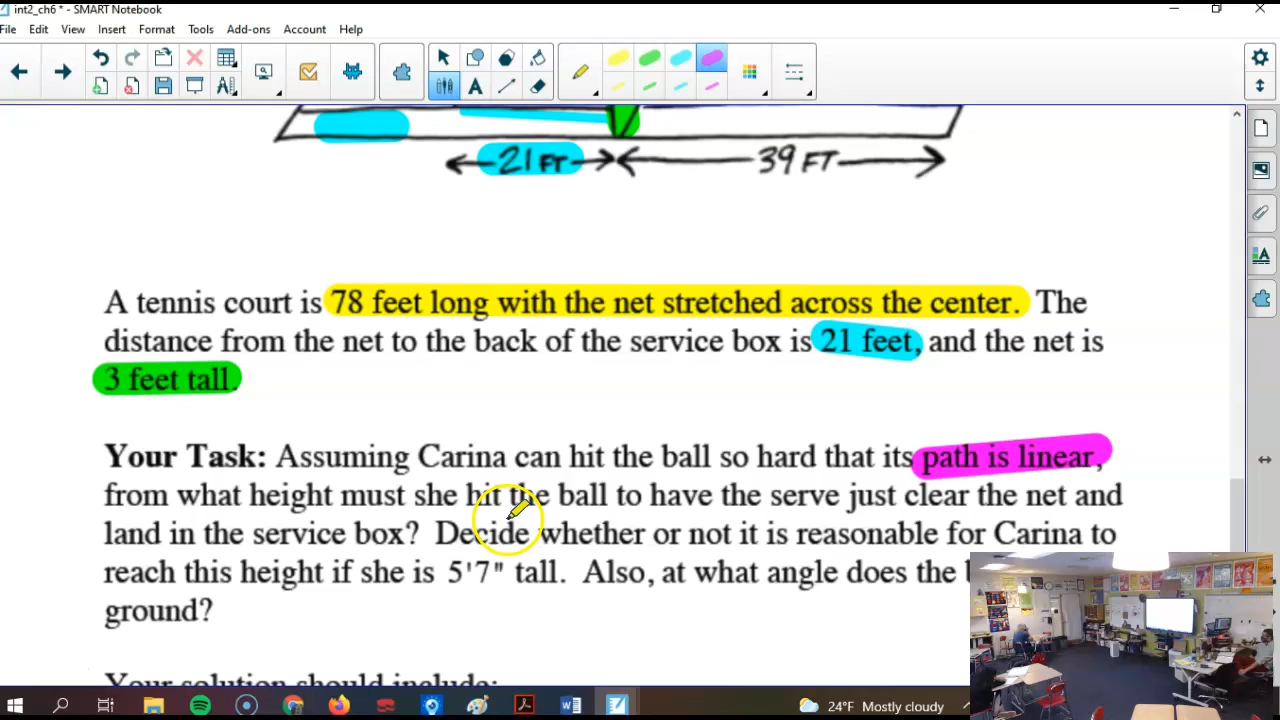 int2_ch6 * - SMART Notebook
File Edit View Insert Format Tools Add-ons Account Help
21 FT 39 FT
A tennis court is 78 feet long with the net stretched across the center. The
distance from the net to the back of the service box is 21 feet, and the net is
3 feet tall.
Your Task: Assuming Carina can hit the ball so hard that its path is linear,
from what height must she hit the ball to have the serve just clear the net and
land in the service box? Decide whether or not it is reasonable for Carina to
reach this height if she is 5'7" tall. Also, at what angle does the
ground?
Your solution should include:
24°F Mostly cloudy